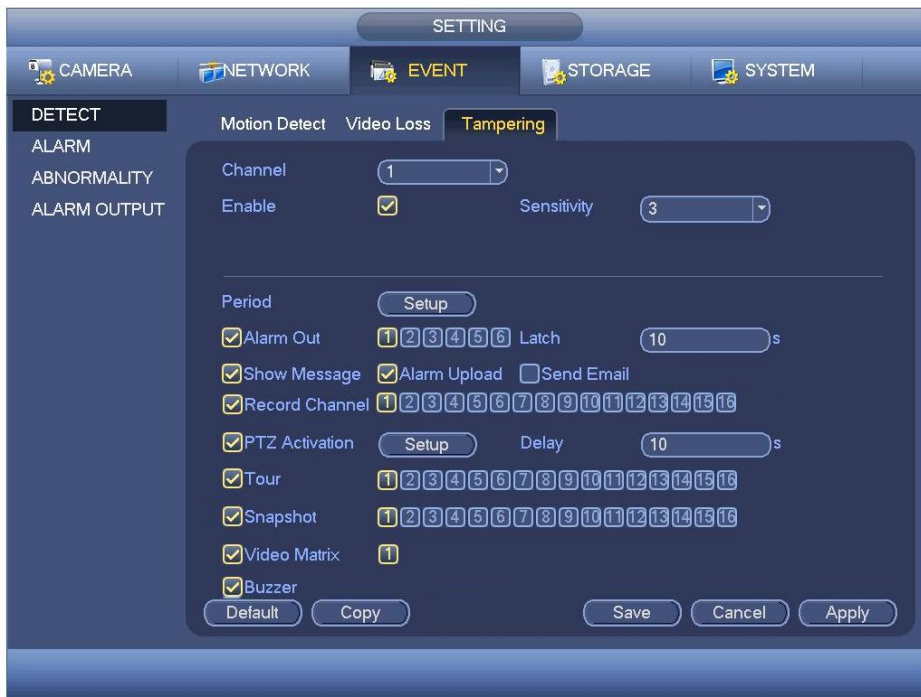 SETTING
CAMERA NETWORK EVENT STORAGE SYSTEM
DETECT
ALARM
ABNORMALITY
ALARM OUTPUT
Motion Detect Video Loss Tampering
Channel 1
Enable Sensitivity 3
Period Setup
Alarm Out 1 2 3 4 5 6 Latch 10 s
Show Message Alarm Upload Send Email
Record Channel 1 2 3 4 5 6 7 8 9 10 11 12 13 14 15 16
PTZ Activation Setup Delay 10 s
Tour 1 2 3 4 5 6 7 8 9 10 11 12 13 14 15 16
Snapshot 1 2 3 4 5 6 7 8 9 10 11 12 13 14 15 16
Video Matrix 1
Buzzer
Default Copy Save Cancel Apply